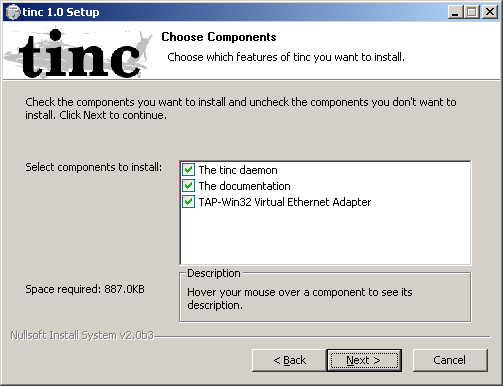 tinc 1.0 Setup
tinc
Choose Components
Choose which features of tinc you want to install.
Check the components you want to install and uncheck the components you don't want to
install. Click Next to continue.
Select components to install:
The tinc daemon
The documentation
TAP-Win32 Virtual Ethernet Adapter
Space required: 887.0KB
Description
Hover your mouse over a component to see its
description.
Nullsoft Install System v2.0b3
< Back
Next >
Cancel